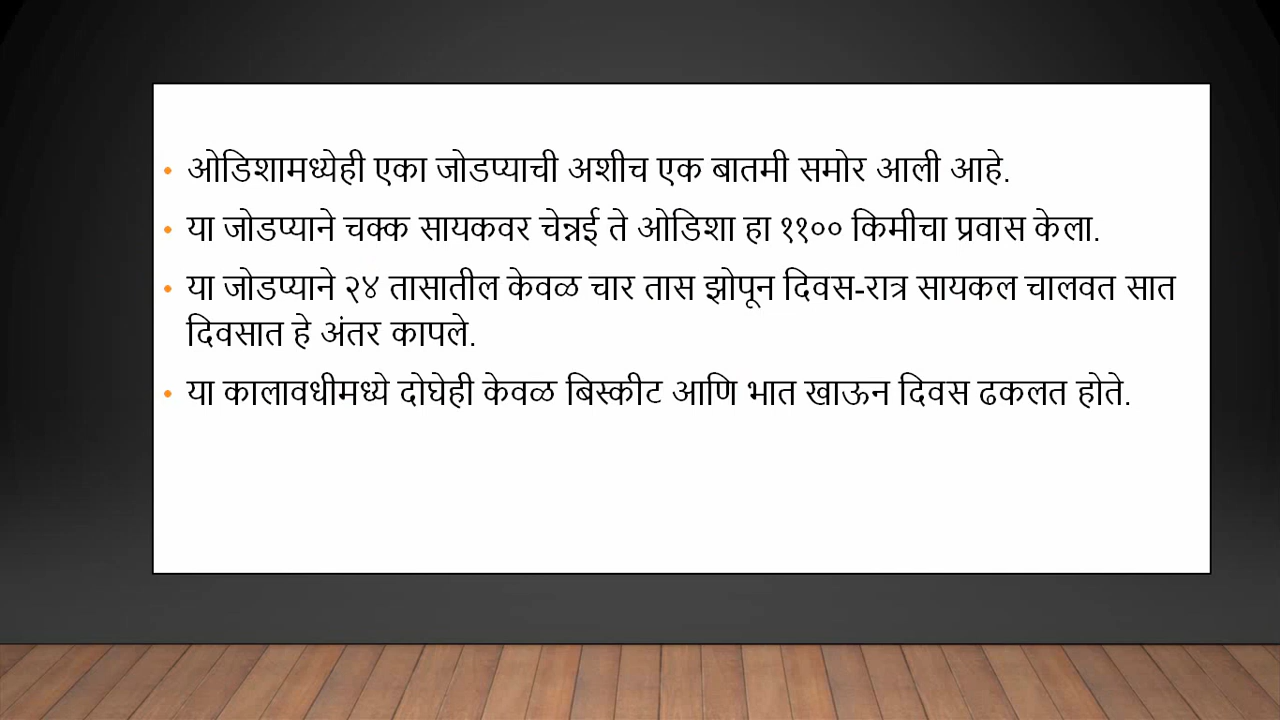 • ओडिशामध्येही एका जोडप्याची अशीच एक बातमी समोर आली आहे.
• या जोडप्याने चक्क सायकवर चेन्नई ते ओडिशा हा ११०० किमीचा प्रवास केला.
• या जोडप्याने २४ तासातील केवळ चार तास झोपून दिवस-रात्र सायकल चालवत सात
दिवसात हे अंतर कापले.
• या कालावधीमध्ये दोघेही केवळ बिस्कीट आणि भात खाऊन दिवस ढकलत होते.